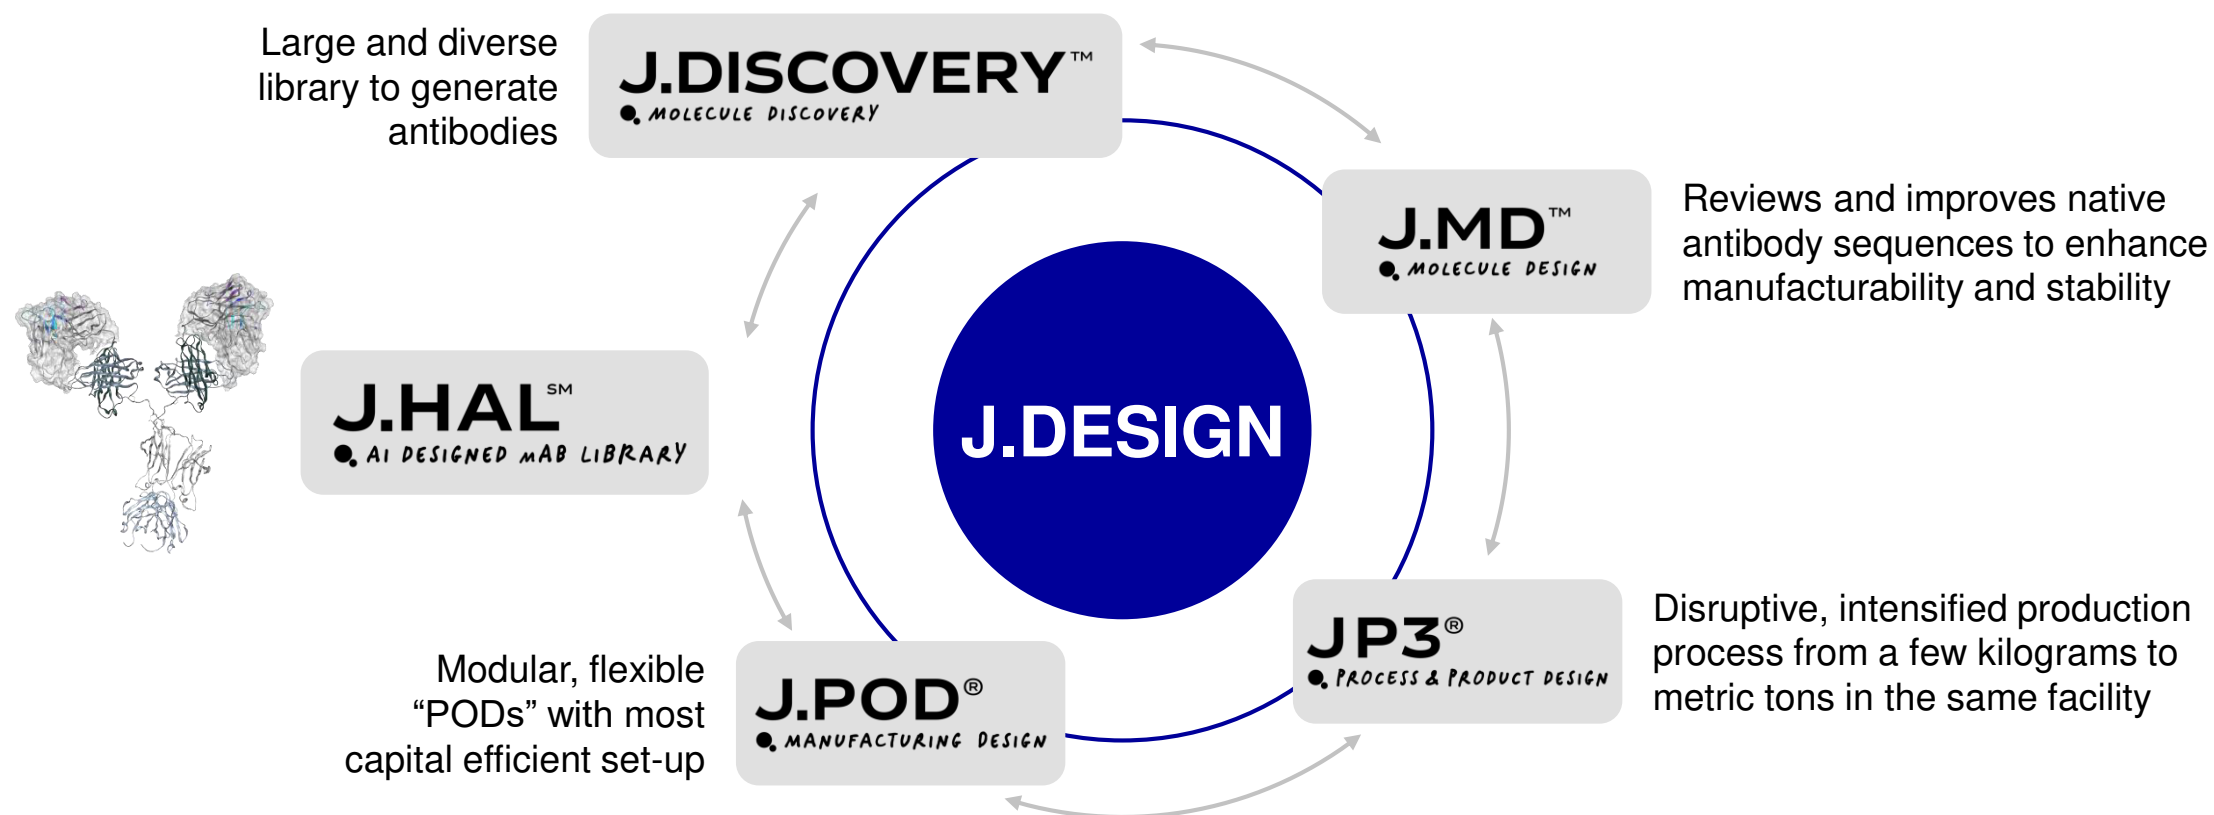 Large and diverse
library to generate
antibodies
J.DISCOVERY™
MOLECULE DISCOVERY
J.MD™
MOLECULE DESIGN
Reviews and improves native
antibody sequences to enhance
manufacturability and stability
J.HAL℠
AI DESIGNED mAB LIBRARY
J.DESIGN
JP3®
PROCESS & PRODUCT DESIGN
Disruptive, intensified production
process from a few kilograms to
metric tons in the same facility
Modular, flexible
“PODs” with most
capital efficient set-up
J.POD®
MANUFACTURING DESIGN